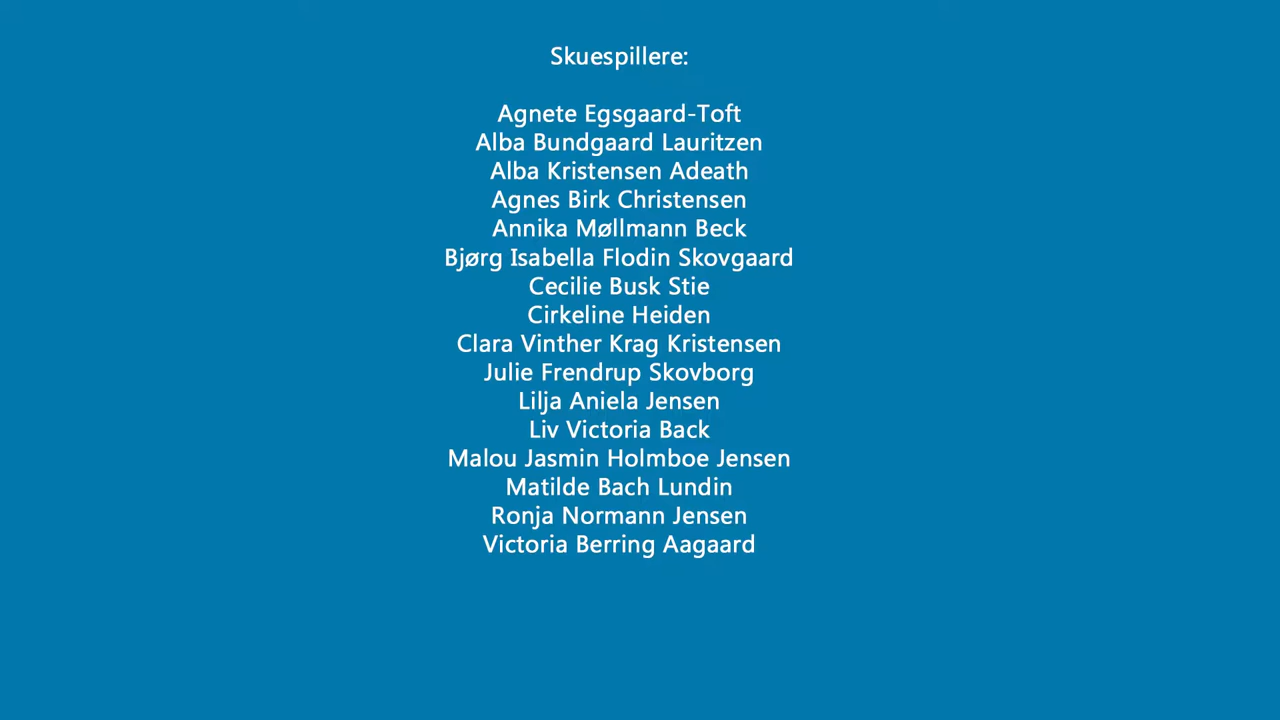 Skuespillere:
Agnete Egsgaard-Toft
Alba Bundgaard Lauritzen
Alba Kristensen Adeath
Agnes Birk Christensen
Annika Møllmann Beck
Bjørg Isabella Flodin Skovgaard
Cecilie Busk Stie
Cirkeline Heiden
Clara Vinther Krag Kristensen
Julie Frendrup Skovborg
Lilja Aniela Jensen
Liv Victoria Back
Malou Jasmin Holmboe Jensen
Matilde Bach Lundin
Ronja Normann Jensen
Victoria Berring Aagaard